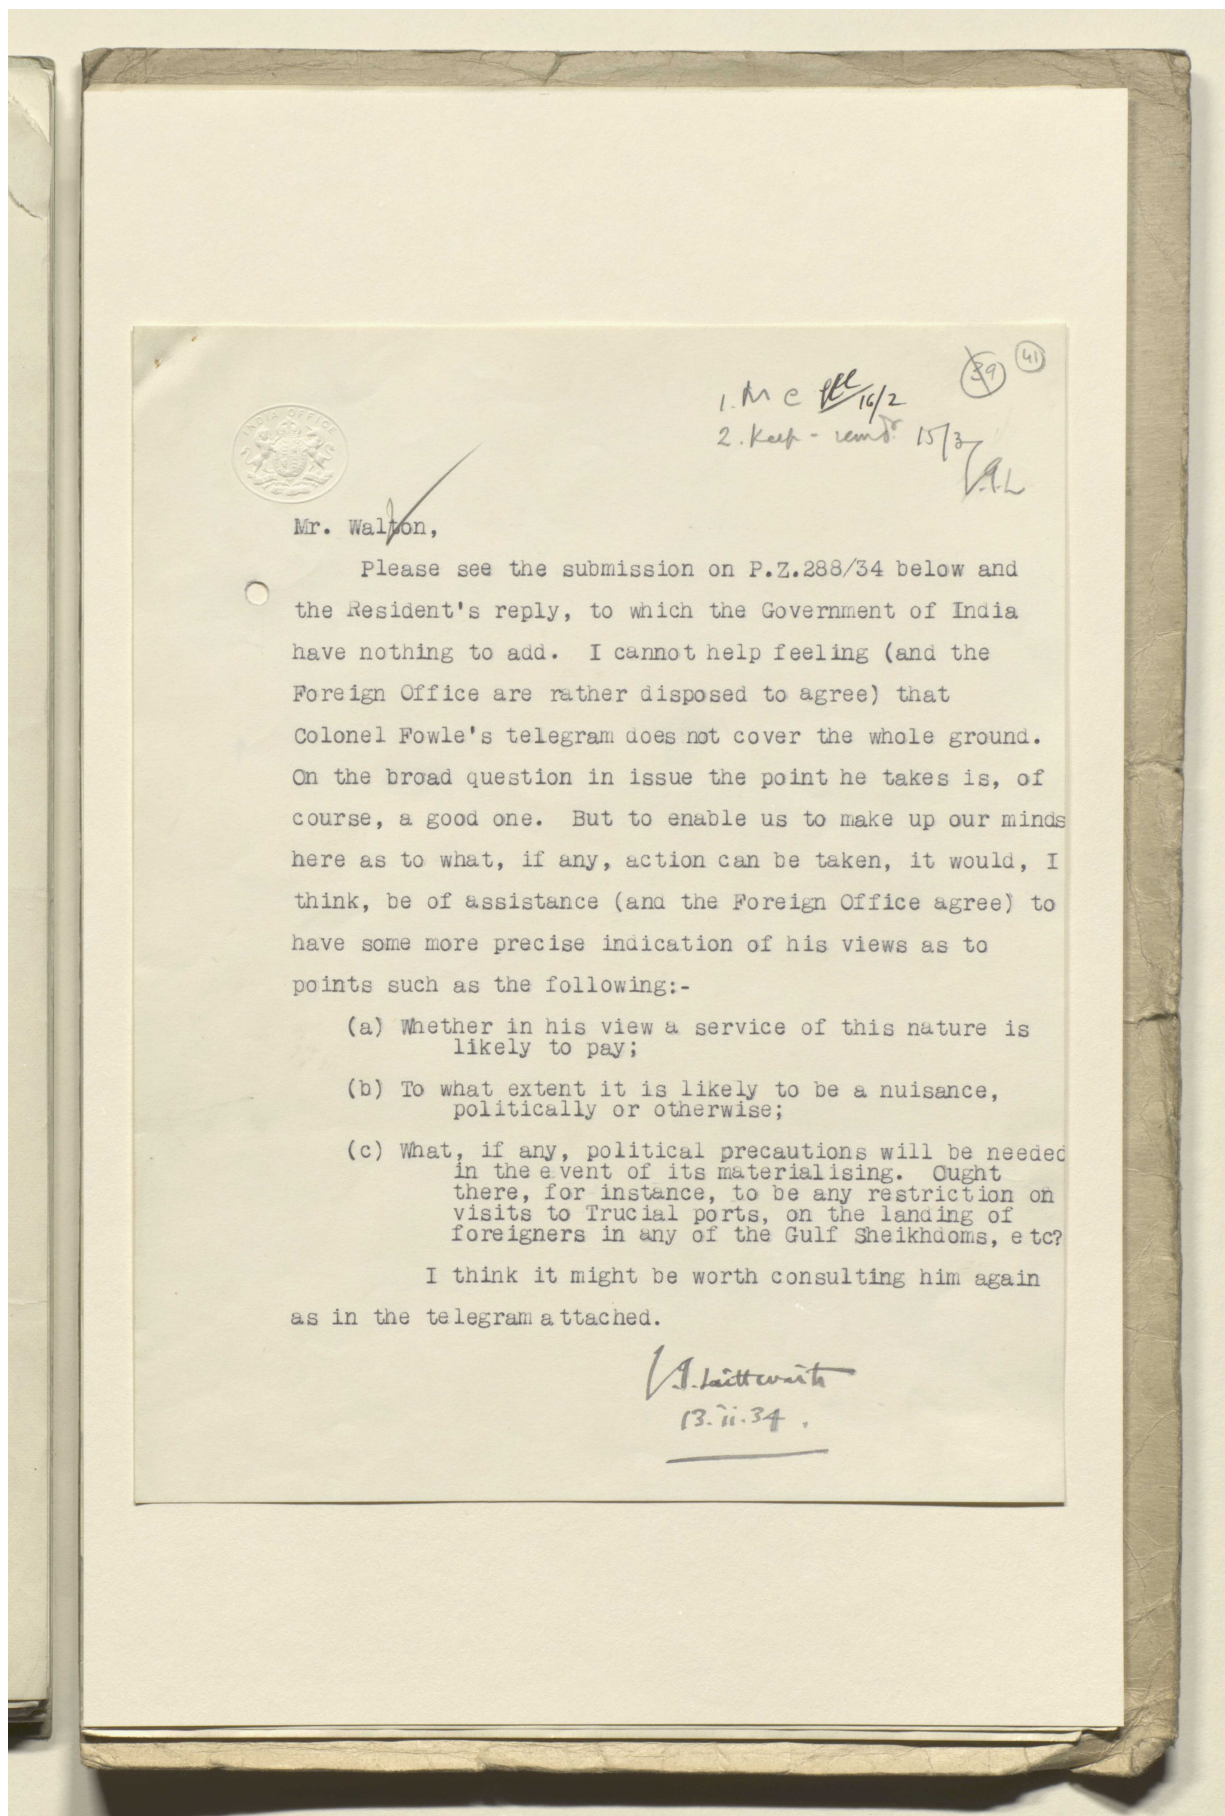 39 41
1. M C 16/2
2. Keep - remdr 15/3
J.G.L
INDIA OFFICE
Mr. Walton,
Please see the submission on P.Z.288/34 below and
the Resident's reply, to which the Government of India
have nothing to add. I cannot help feeling (and the
Foreign Office are rather disposed to agree) that
Colonel Fowle's telegram does not cover the whole ground.
On the broad question in issue the point he takes is, of
course, a good one. But to enable us to make up our minds
here as to what, if any, action can be taken, it would, I
think, be of assistance (and the Foreign Office agree) to
have some more precise indication of his views as to
points such as the following:-
(a) Whether in his view a service of this nature is
likely to pay;
(b) To what extent it is likely to be a nuisance,
politically or otherwise;
(c) What, if any, political precautions will be needed
in the event of its materialising. Ought
there, for instance, to be any restriction on
visits to Trucial ports, on the landing of
foreigners in any of the Gulf Sheikhdoms, etc?
I think it might be worth consulting him again
as in the telegram attached.
J.G. Laithwaite
13.ii.34.